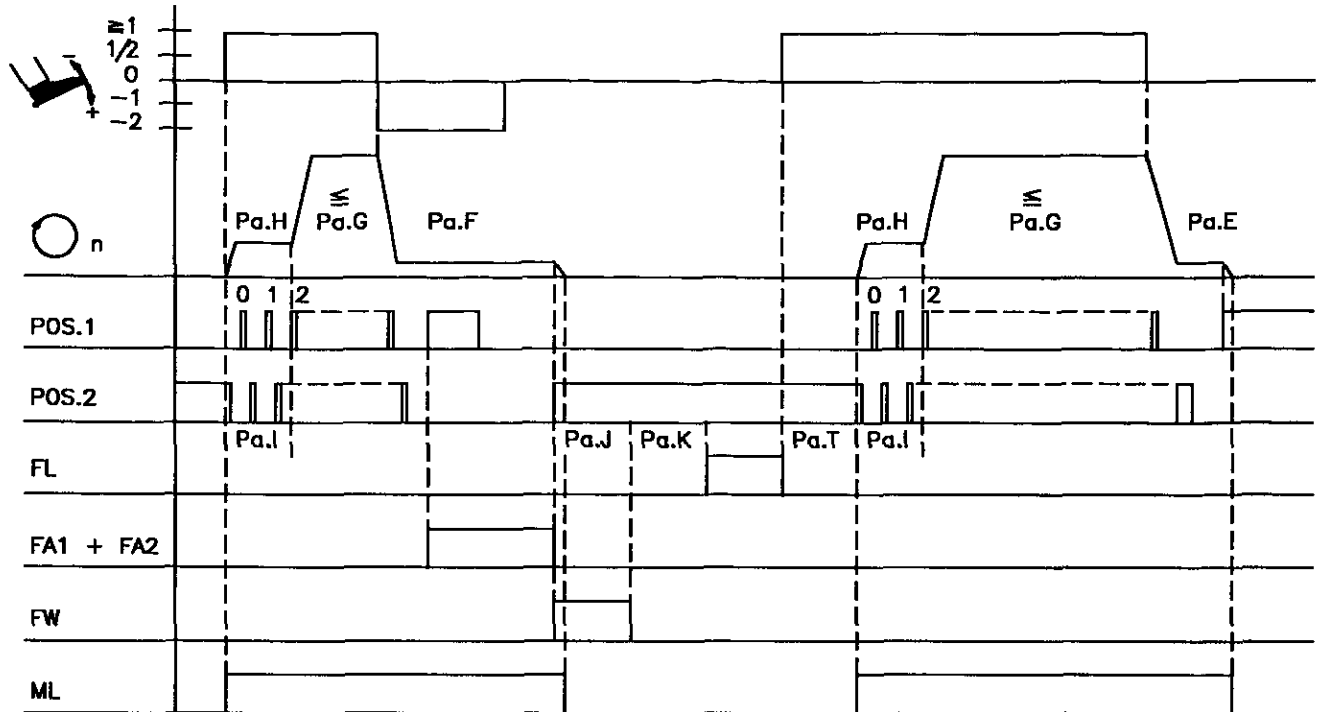 ≧1
1/2
0
−1
−2
− +
n
Pa.H ≦ Pa.G Pa.F Pa.H ≦ Pa.G Pa.E
0 1 2 0 1 2
POS.1
POS.2
Pa.I Pa.J Pa.K Pa.T Pa.I
FL
FA1 + FA2
FW
ML